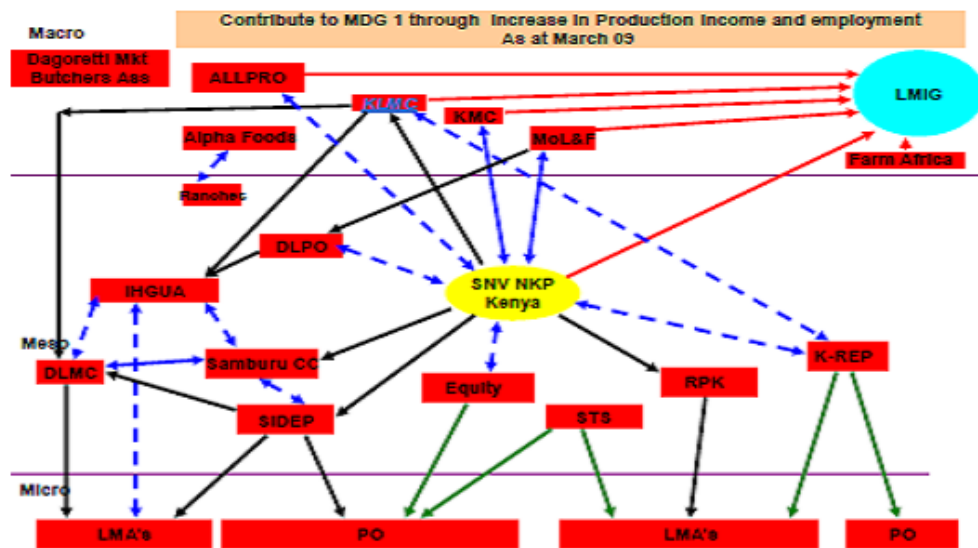 Contribute to MDG 1 through Increase in Production Income and employment
As at March 09
Macro
Dagoretti Mkt
Butchers Ass
ALLPRO
LMIG
KLMC
KMC
Alpha Foods
MoL&F
Farm Africa
Ranches
DLPO
SNV NKP
Kenya
IHGUA
Meso
DLMC
Samburu CC
K-REP
Equity
RPK
SIDEP
STS
Micro
LMA's
PO
LMA's
PO